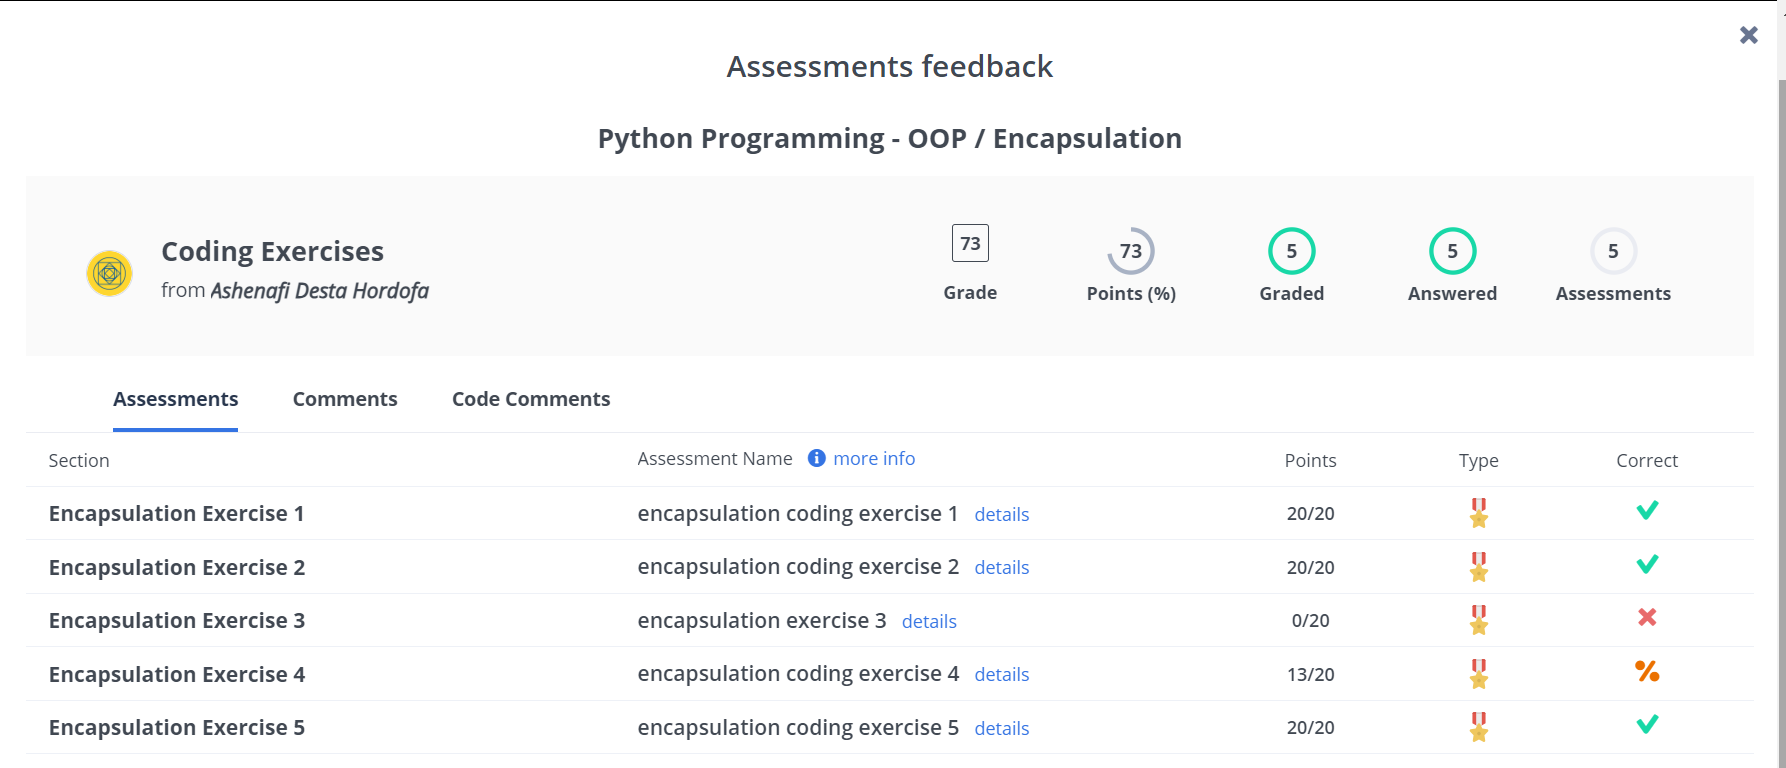 Assessments feedback
Python Programming - OOP / Encapsulation
Coding Exercises
from Ashenafi Desta Hordofa
73 73 5 5 5
Grade Points (%) Graded Answered Assessments
Assessments Comments Code Comments
Section Assessment Name more info Points Type Correct
Encapsulation Exercise 1 encapsulation coding exercise 1 details 20/20
Encapsulation Exercise 2 encapsulation coding exercise 2 details 20/20
Encapsulation Exercise 3 encapsulation exercise 3 details 0/20
Encapsulation Exercise 4 encapsulation coding exercise 4 details 13/20
Encapsulation Exercise 5 encapsulation coding exercise 5 details 20/20